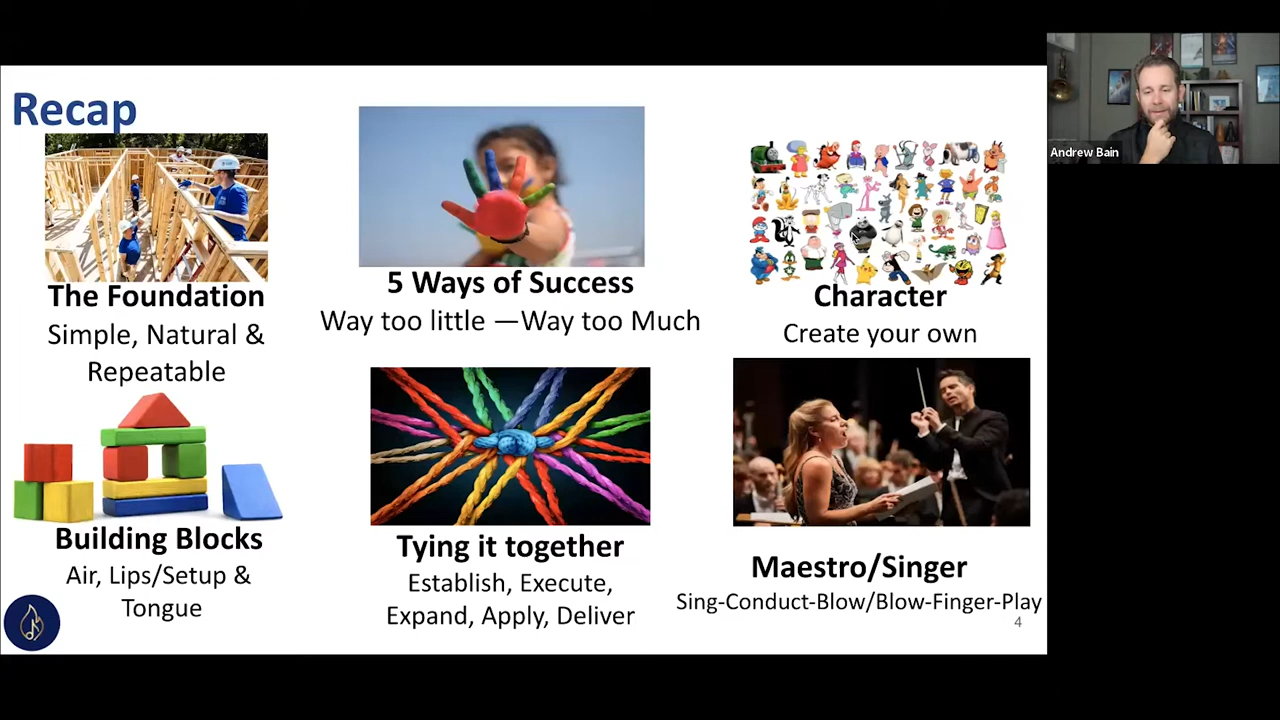 Recap
The Foundation
Simple, Natural &
Repeatable
5 Ways of Success
Way too little —Way too Much
Character
Create your own
Building Blocks
Air, Lips/Setup &
Tongue
Tying it together
Establish, Execute,
Expand, Apply, Deliver
Maestro/Singer
Sing-Conduct-Blow/Blow-Finger-Play
4
Andrew Bain